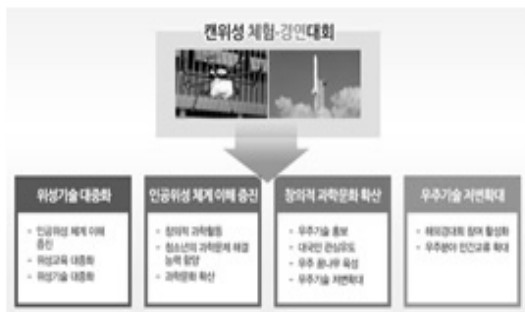 캔위성 체험·경연대회
위성기술 대중화
인공위성 체계 이해
증진
위성교육 대중화
위성기술 대중화
인공위성 체계 이해 증진
창의적 과학활동
청소년의 과학문제 해결
능력 함양
과학문화 확산
창의적 과학문화 확산
우주기술 홍보
대국민 관심유도
우주 꿈나무 육성
우주기술 저변확대
우주기술 저변확대
해외경대회 참여 활성화
우주분야 민간교류 확대